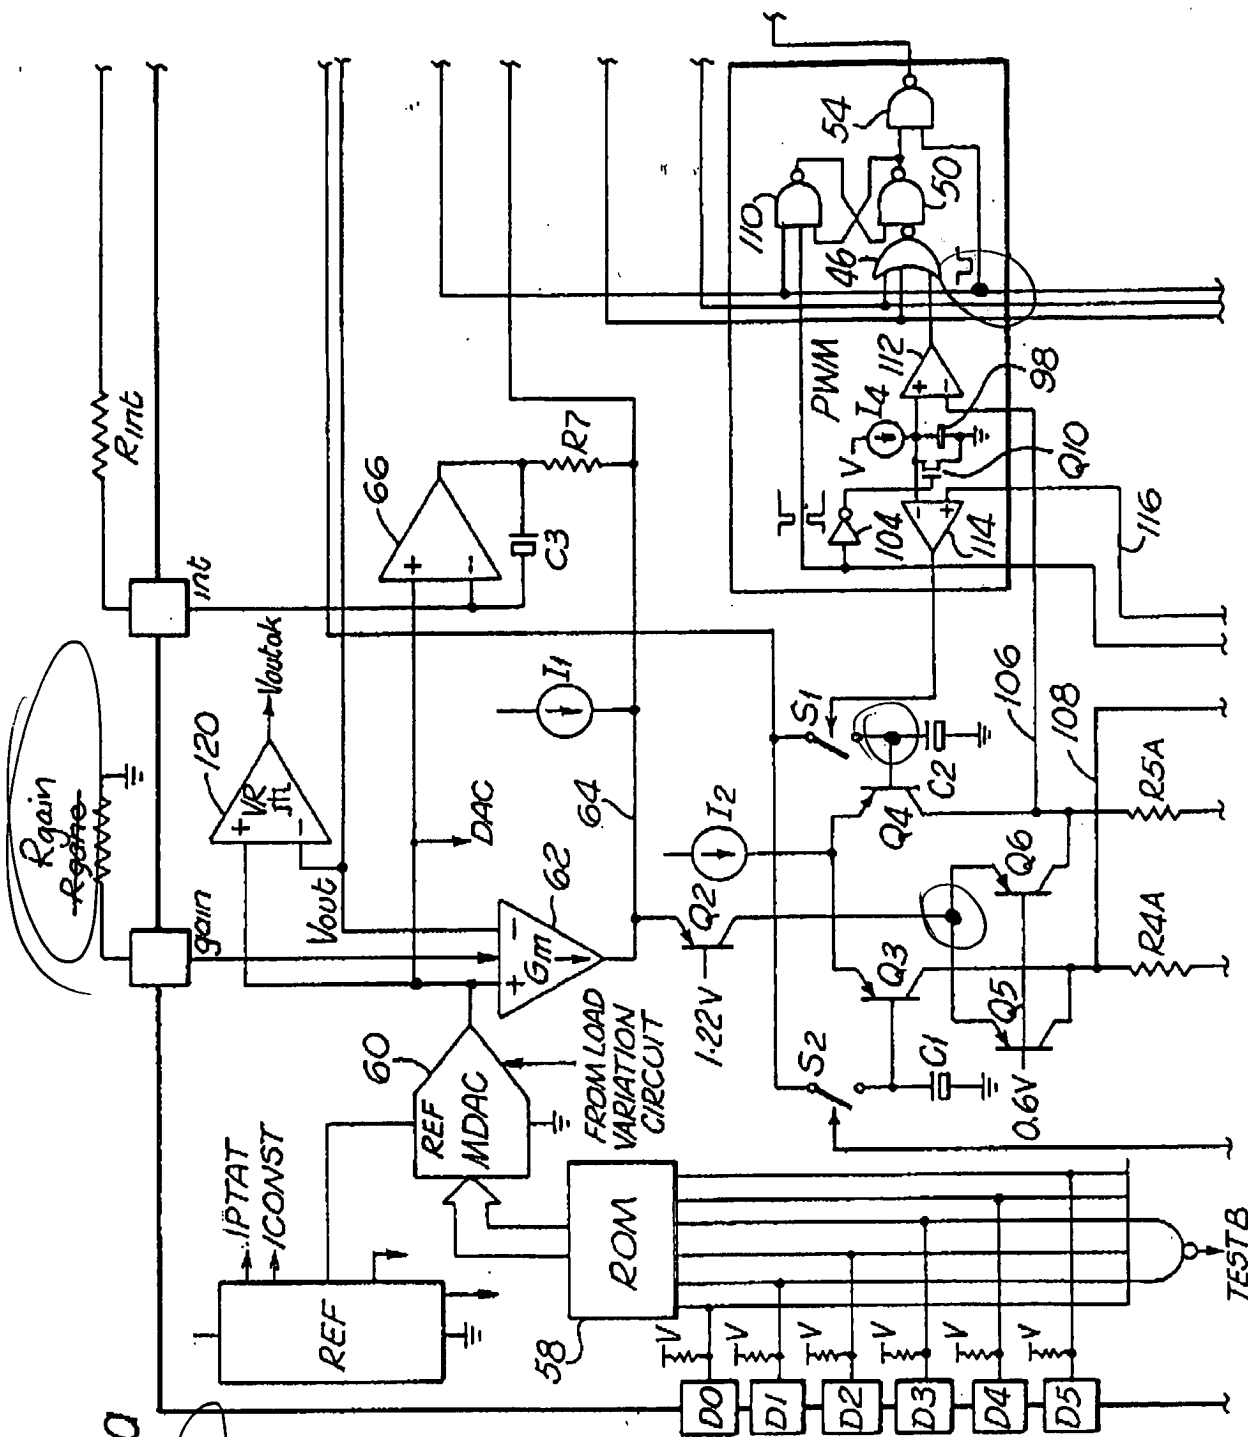 Rgain
Rgane
Rint
gain
int
120
VR
+
-
Voutok
Vout
66
+
-
C3
R7
IPTAT
ICONST
REF
60
REF
MDAC
FROM LOAD
VARIATION
CIRCUIT
DAC
62
+
-
Gm
64
I1
58
ROM
D0
D1
D2
D3
D4
D5
V
V
V
V
V
V
TESTB
1.22V
Q2
I2
S2
S1
Q3
Q4
C1
C2
Q5
Q6
0.6V
R4A
R5A
106
108
PWM
110
54
50
46
I4
V
112
+
-
98
Q10
104
114
-
+
116
a